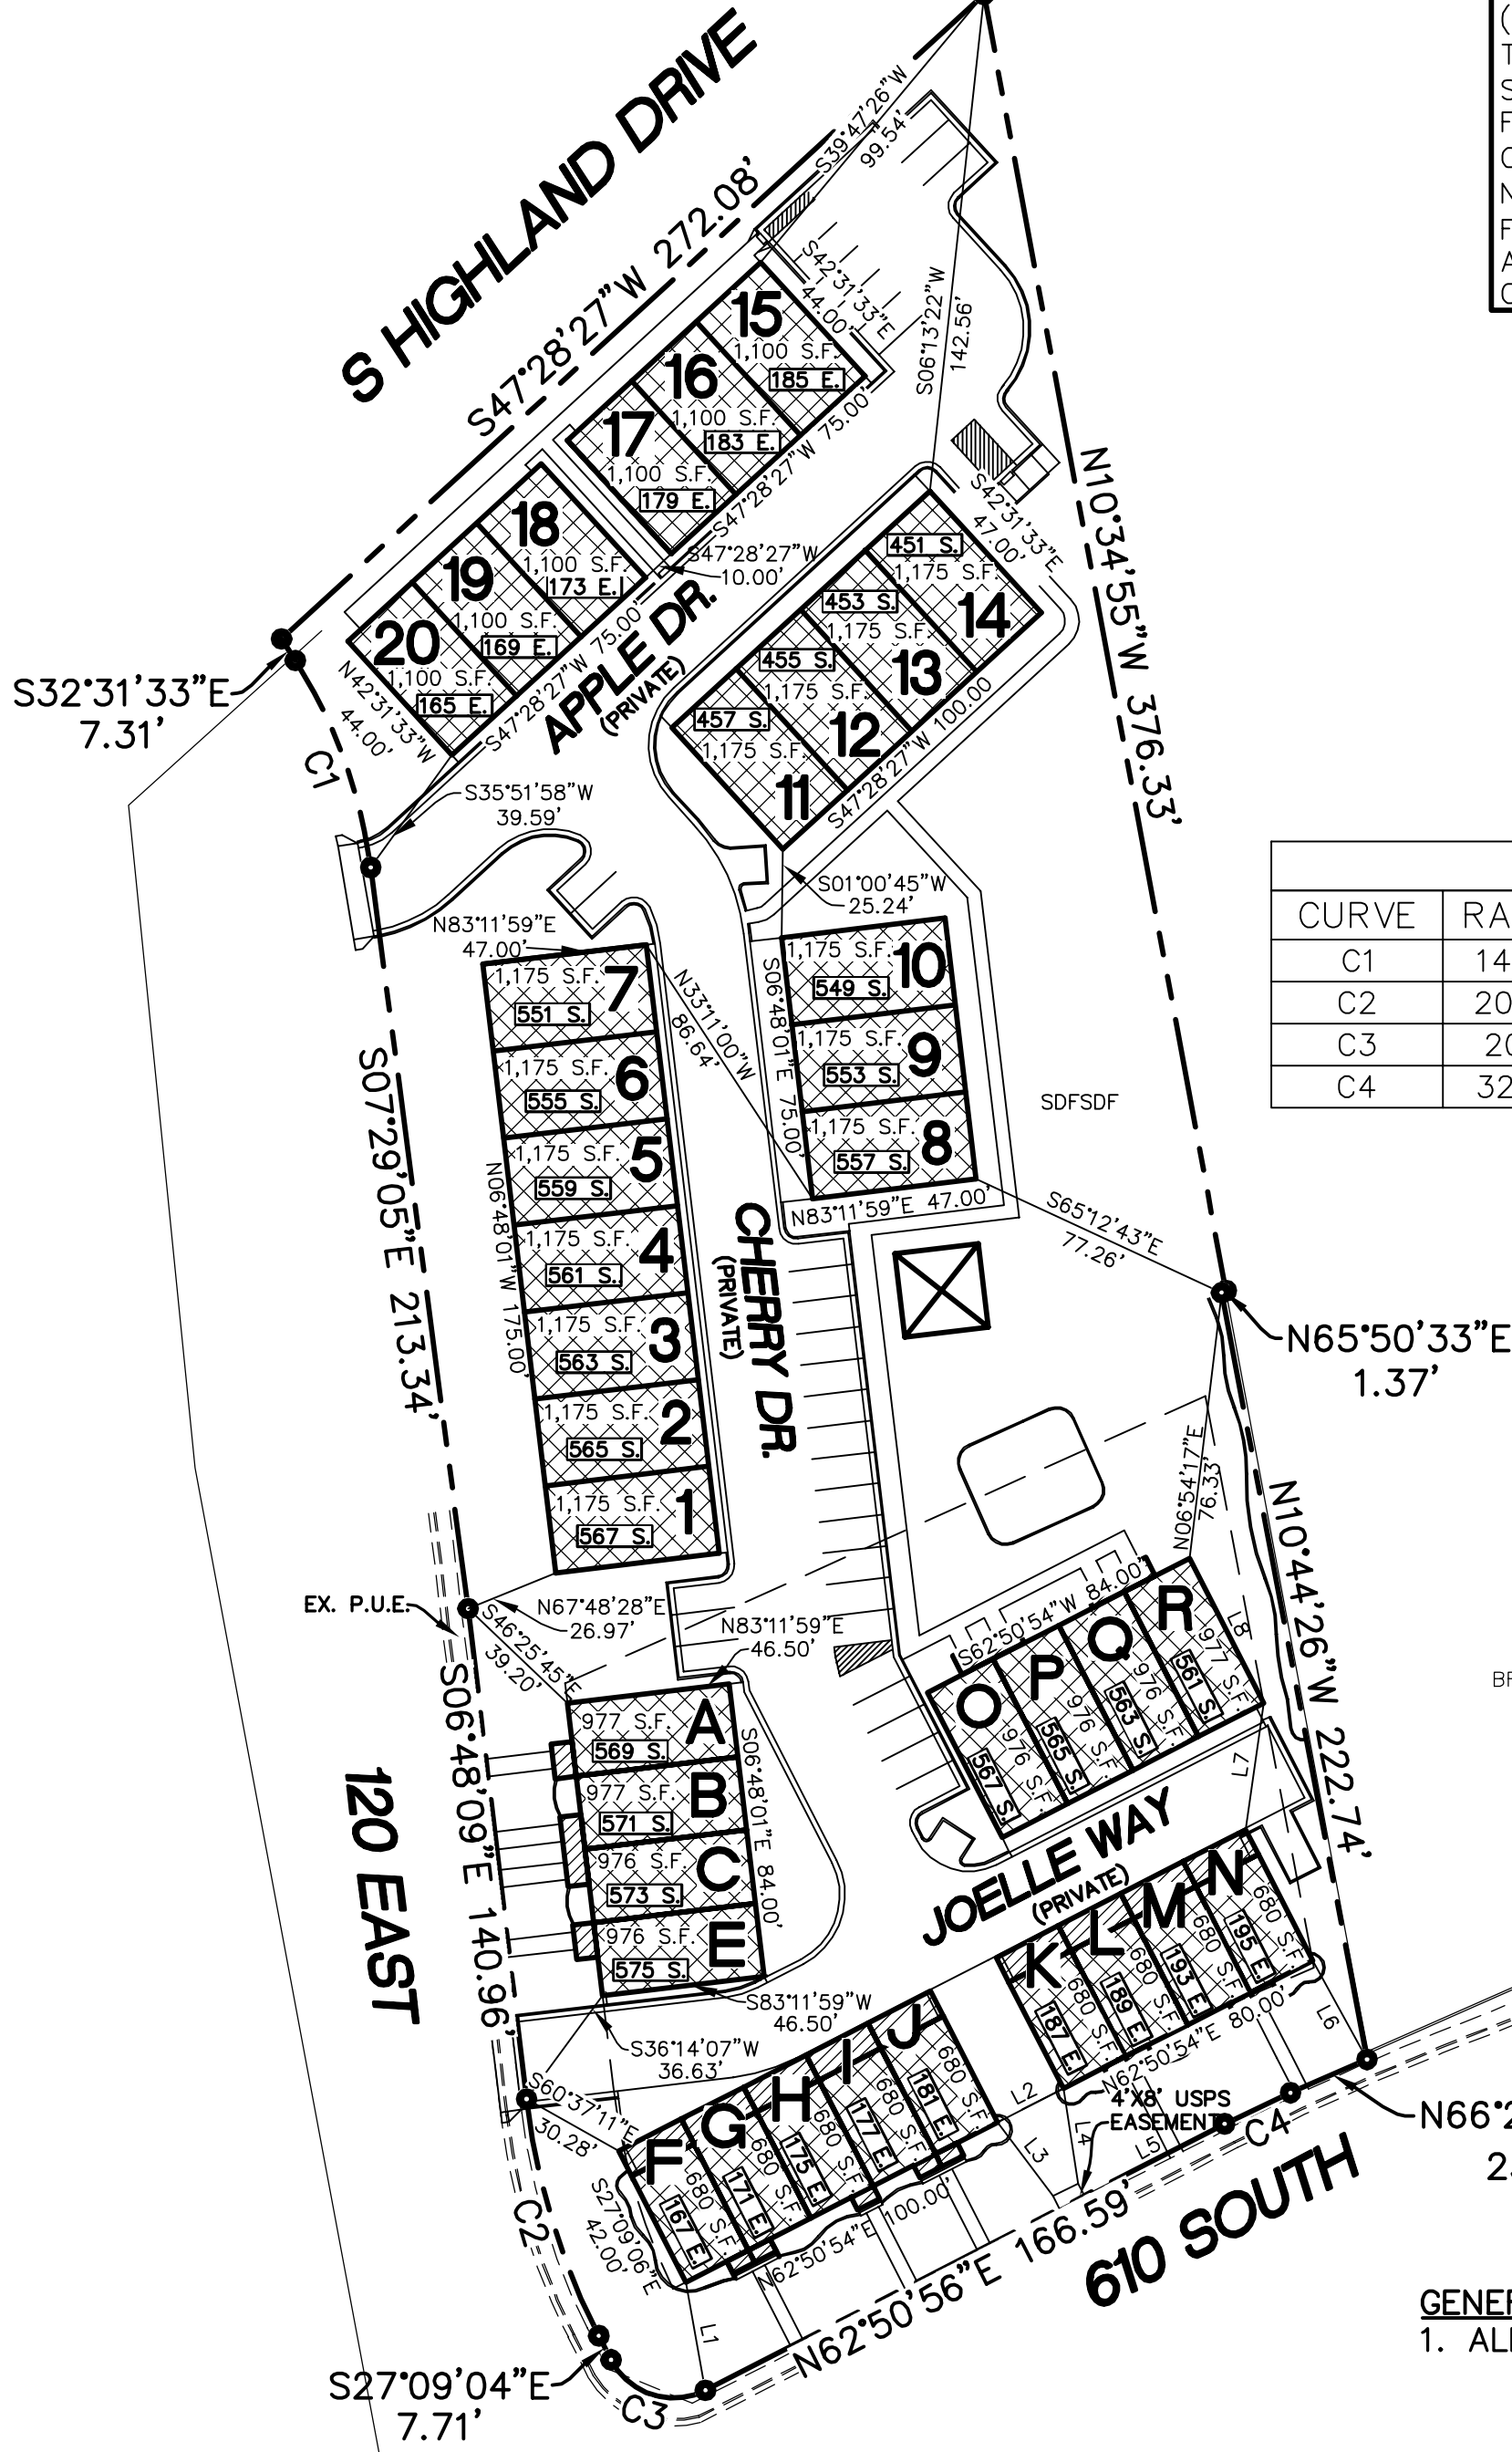 S HIGHLAND DRIVE
S47°28'27"W 272.08'
S39°47'26"W
99.54'
S42°31'33"E
44.00'
S06°13'22"W
142.56'
15
1,100 S.F.
185 E.
16
1,100 S.F.
183 E.
17
1,100 S.F.
179 E.
S47°28'27"W 75.00'
18
1,100 S.F.
173 E.
19
1,100 S.F.
169 E.
20
1,100 S.F.
165 E.
S47°28'27"W 75.00'
S47°28'27"W
10.00'
N42°31'33"W
44.00'
S32°31'33"E
7.31'
C1
APPLE DR.
(PRIVATE)
S35°51'58"W
39.59'
451 S.
1,175 S.F.
14
453 S.
1,175 S.F.
13
455 S.
1,175 S.F.
12
457 S.
1,175 S.F.
11
S42°31'33"E
47.00'
S47°28'27"W 100.00
N10°34'55"W 376.33'
S01°00'45"W
25.24'
N83°11'59"E
47.00'
1,175 S.F.
7
551 S.
1,175 S.F.
6
555 S.
1,175 S.F.
5
559 S.
1,175 S.F.
4
561 S.
1,175 S.F.
3
563 S.
1,175 S.F.
2
565 S.
1,175 S.F.
1
567 S.
N06°48'01"W 175.00'
S07°29'05"E 213.34'
N33°11'00"W
86.64'
S06°48'01"E 75.00'
1,175 S.F.
10
549 S.
1,175 S.F.
9
553 S.
1,175 S.F.
8
557 S.
N83°11'59"E 47.00'
SDFSDF
S65°12'43"E
77.26'
CHERRY DR.
(PRIVATE)
CURVE
C1
C2
C3
C4
N65°50'33"E
1.37'
N06°54'17"E
76.33'
N10°44'26"W 222.74'
EX. P.U.E.
N67°48'28"E
26.97'
S46°25'45"E
39.20'
N83°11'59"E
46.50'
S06°48'09"E 140.96'
120 EAST
977 S.F.
A
569 S.
977 S.F.
B
571 S.
976 S.F.
C
573 S.
976 S.F.
E
575 S.
S06°48'01"E 84.00'
S83°11'59"W
46.50'
S36°14'07"W
36.63'
S60°37'11"E
30.28'
S62°50'54"W 84.00'
O
976 S.F.
567 S.
P
976 S.F.
565 S.
Q
976 S.F.
563 S.
R
977 S.F.
561 S.
L8
L7
JOELLE WAY
(PRIVATE)
K
680 S.F.
187 E.
L
680 S.F.
189 E.
M
680 S.F.
193 E.
N
680 S.F.
195 E.
N62°50'54"E 80.00'
L6
F
680 S.F.
167 E.
G
680 S.F.
171 E.
H
680 S.F.
175 E.
I
680 S.F.
177 E.
J
680 S.F.
181 E.
S27°09'06"E
42.00'
N62°50'54"E 100.00'
L2
L3
L4
4'X8' USPS
EASEMENT
L5
C4
L1
C2
C3
S27°09'04"E
7.71'
N62°50'56"E 166.59'
610 SOUTH
1.